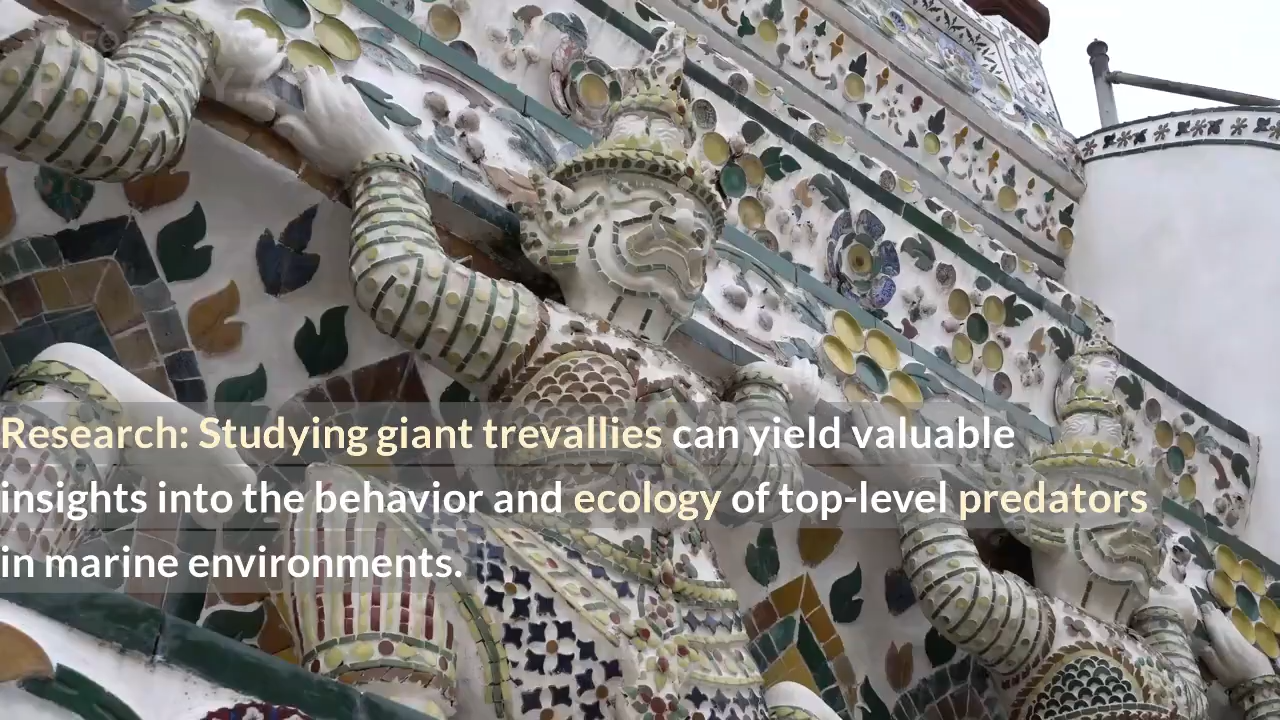 Research: Studying giant trevallies can yield valuable
insights into the behavior and ecology of top-level predators
in marine environments.